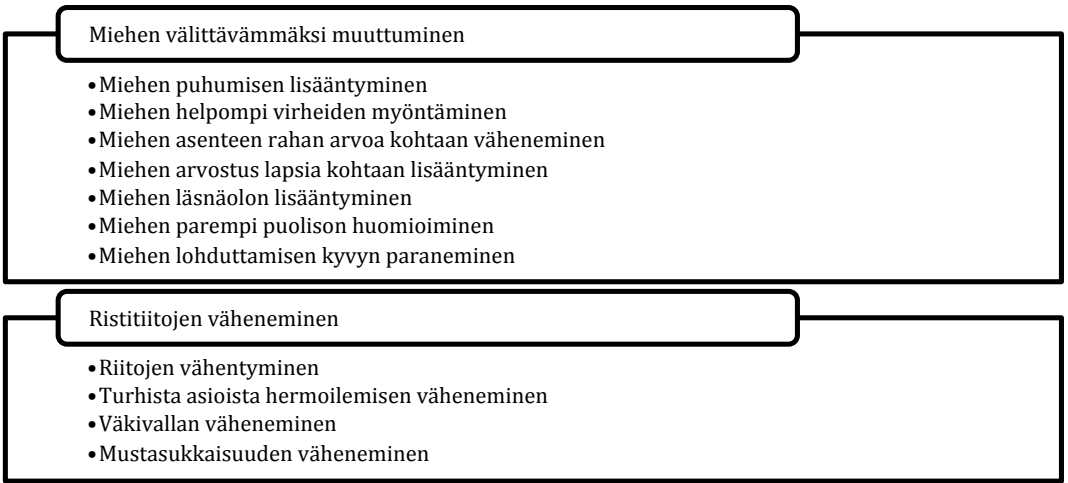 Miehen välittävämmäksi muuttuminen
•Miehen puhumisen lisääntyminen
•Miehen helpompi virheiden myöntäminen
•Miehen asenteen rahan arvoa kohtaan väheneminen
•Miehen arvostus lapsia kohtaan lisääntyminen
•Miehen läsnäolon lisääntyminen
•Miehen parempi puolison huomioiminen
•Miehen lohduttamisen kyvyn paraneminen
Ristitiitojen väheneminen
•Riitojen vähentyminen
•Turhista asioista hermoilemisen väheneminen
•Väkivallan väheneminen
•Mustasukkaisuuden väheneminen